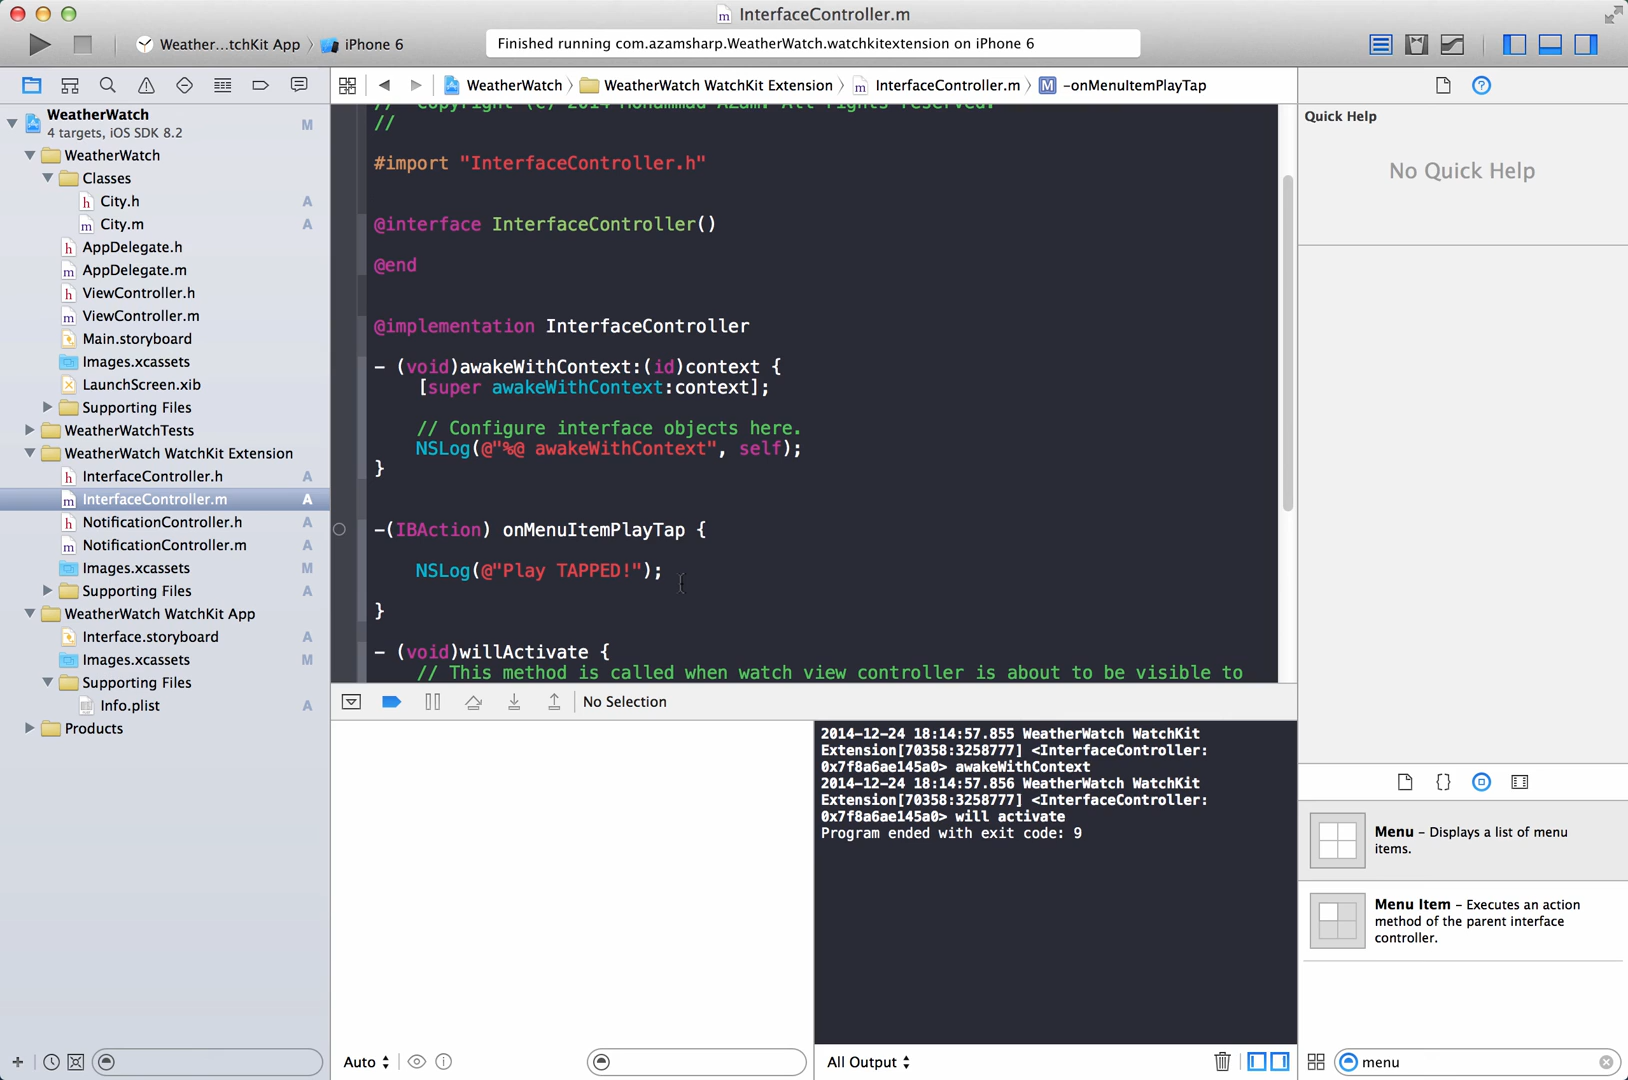 InterfaceController.m
Weather...tchKit App
iPhone 6
Finished running com.azamsharp.WeatherWatch.watchkitextension on iPhone 6
WeatherWatch
WeatherWatch WatchKit Extension
InterfaceController.m
M
-onMenuItemPlayTap
WeatherWatch
4 targets, iOS SDK 8.2
M
WeatherWatch
Classes
h City.h A
m City.m A
h AppDelegate.h
m AppDelegate.m
h ViewController.h
m ViewController.m
Main.storyboard
Images.xcassets
LaunchScreen.xib
Supporting Files
WeatherWatchTests
WeatherWatch WatchKit Extension
h InterfaceController.h A
m InterfaceController.m A
h NotificationController.h A
m NotificationController.m A
Images.xcassets M
Supporting Files A
WeatherWatch WatchKit App
Interface.storyboard A
Images.xcassets M
Supporting Files A
Info.plist A
Products
// Copyright (c) 2014 Mohammad Azam. All rights reserved.
//
#import "InterfaceController.h"
@interface InterfaceController()
@end
@implementation InterfaceController
- (void)awakeWithContext:(id)context {
[super awakeWithContext:context];
// Configure interface objects here.
NSLog(@"%@ awakeWithContext", self);
}
-(IBAction) onMenuItemPlayTap {
NSLog(@"Play TAPPED!");
}
- (void)willActivate {
// This method is called when watch view controller is about to be visible to
No Selection
2014-12-24 18:14:57.855 WeatherWatch WatchKit
Extension[70358:3258777] <InterfaceController:
0x7f8a6ae145a0> awakeWithContext
2014-12-24 18:14:57.856 WeatherWatch WatchKit
Extension[70358:3258777] <InterfaceController:
0x7f8a6ae145a0> will activate
Program ended with exit code: 9
Auto
All Output
Quick Help
No Quick Help
Menu - Displays a list of menu
items.
Menu Item - Executes an action
method of the parent interface
controller.
menu